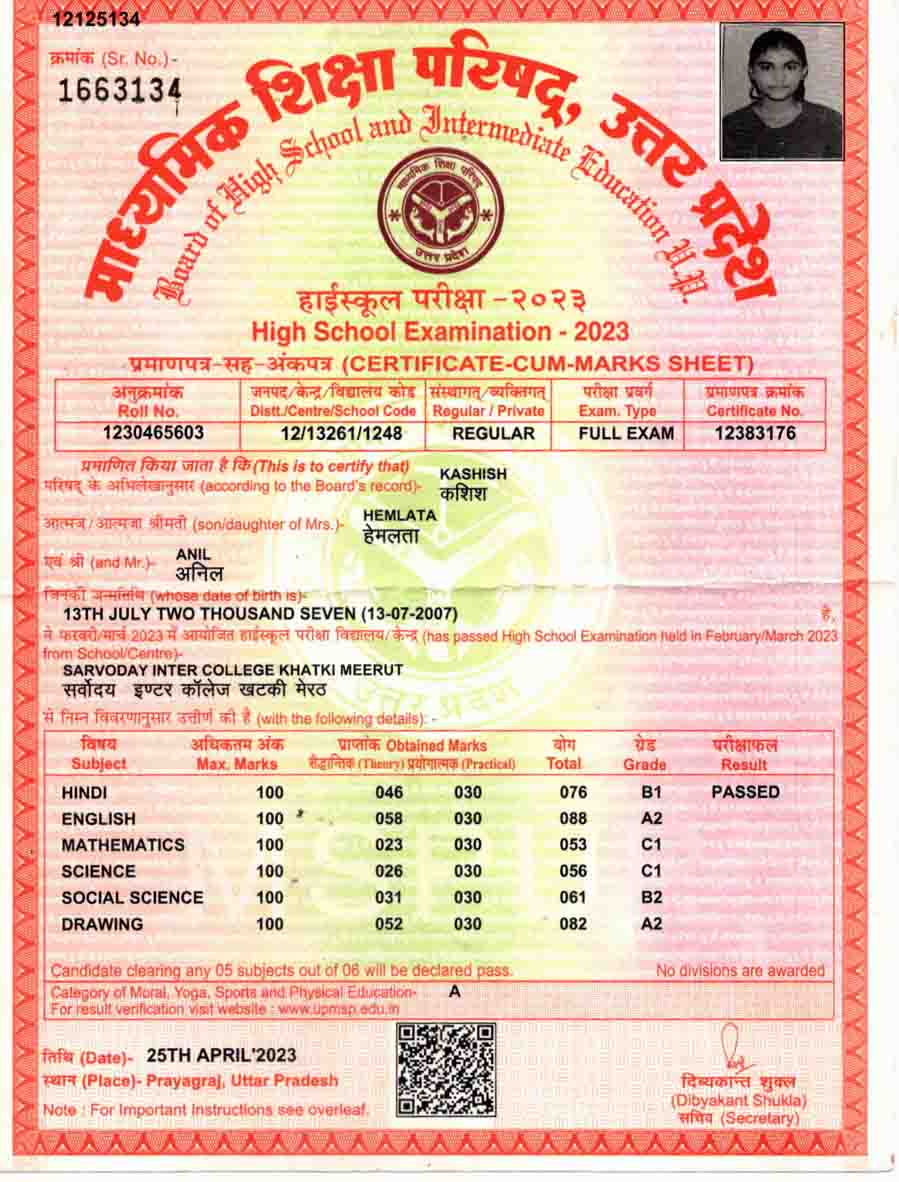 12125134
क्रमांक (Sr. No.)-
1663134
माध्यमिक शिक्षा परिषद्, उत्तर प्रदेश
Board of High School and Intermediate Education U.P.
माध्यमिक शिक्षा परिषद्
उत्तर प्रदेश
हाईस्कूल परीक्षा -२०२३
High School Examination - 2023
प्रमाणपत्र-सह-अंकपत्र (CERTIFICATE-CUM-MARKS SHEET)
अनुक्रमांक जनपद/केन्द्र/विद्यालय कोड संस्थागत/व्यक्तिगत् परीक्षा प्रवर्ग प्रमाणपत्र क्रमांक
Roll No. Distt./Centre/School Code Regular / Private Exam. Type Certificate No.
1230465603 12/13261/1248 REGULAR FULL EXAM 12383176
प्रमाणित किया जाता है कि (This is to certify that) KASHISH
परिषद् के अभिलेखानुसार (according to the Board's record)- कशिश
आत्मज/आत्मजा श्रीमती (son/daughter of Mrs.)- HEMLATA
हेमलता
एवं श्री (and Mr.)- ANIL
अनिल
जिनकी जन्मतिथि (whose date of birth is)-
13TH JULY TWO THOUSAND SEVEN (13-07-2007) है,
ने फरवरी/मार्च 2023 में आयोजित हाईस्कूल परीक्षा विद्यालय/केन्द्र (has passed High School Examination held in February/March 2023
from School/Centre)-
SARVODAY INTER COLLEGE KHATKI MEERUT
सर्वोदय इण्टर कॉलेज खटकी मेरठ
से निम्न विवरणानुसार उत्तीर्ण की है (with the following details): -
विषय अधिकतम अंक प्राप्तांक Obtained Marks योग ग्रेड परीक्षाफल
Subject Max. Marks सैद्धान्तिक (Theory) प्रयोगात्मक (Practical) Total Grade Result
HINDI 100 046 030 076 B1 PASSED
ENGLISH 100 058 030 088 A2
MATHEMATICS 100 023 030 053 C1
SCIENCE 100 026 030 056 C1
SOCIAL SCIENCE 100 031 030 061 B2
DRAWING 100 052 030 082 A2
Candidate clearing any 05 subjects out of 06 will be declared pass. No divisions are awarded
Category of Moral, Yoga, Sports and Physical Education- A
For result verification visit website : www.upmsp.edu.in
तिथि (Date)- 25TH APRIL'2023
स्थान (Place)- Prayagraj, Uttar Pradesh
Note : For Important Instructions see overleaf.
दिब्यकान्त शुक्ल
(Dibyakant Shukla)
सचिव (Secretary)